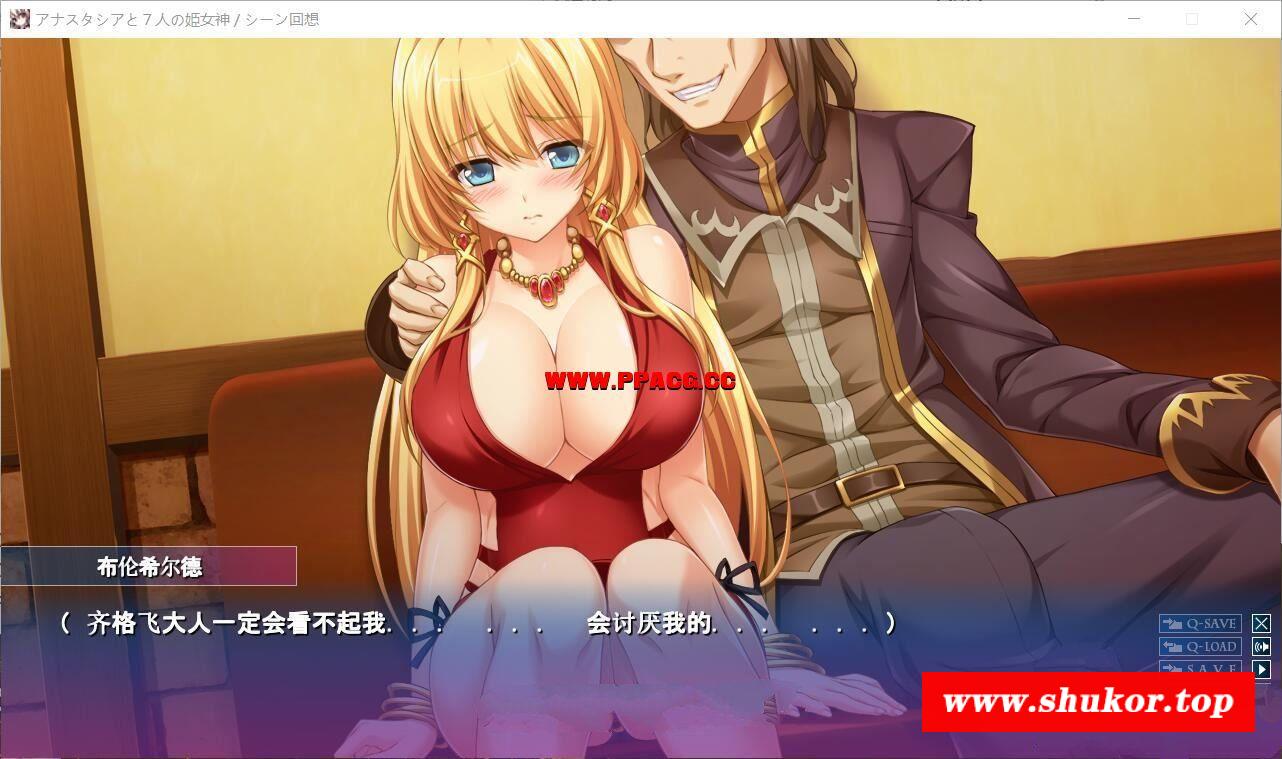 アナスタシアと７人の姫女神 / シーン回想
WWW.PPACG.CC
布伦希尔德
（ 齐格飞大人一定会看不起我. . .　. . .　会讨厌我的. . .　. . . ）
Q-SAVE
Q-LOAD
SAVE
www.shukor.top